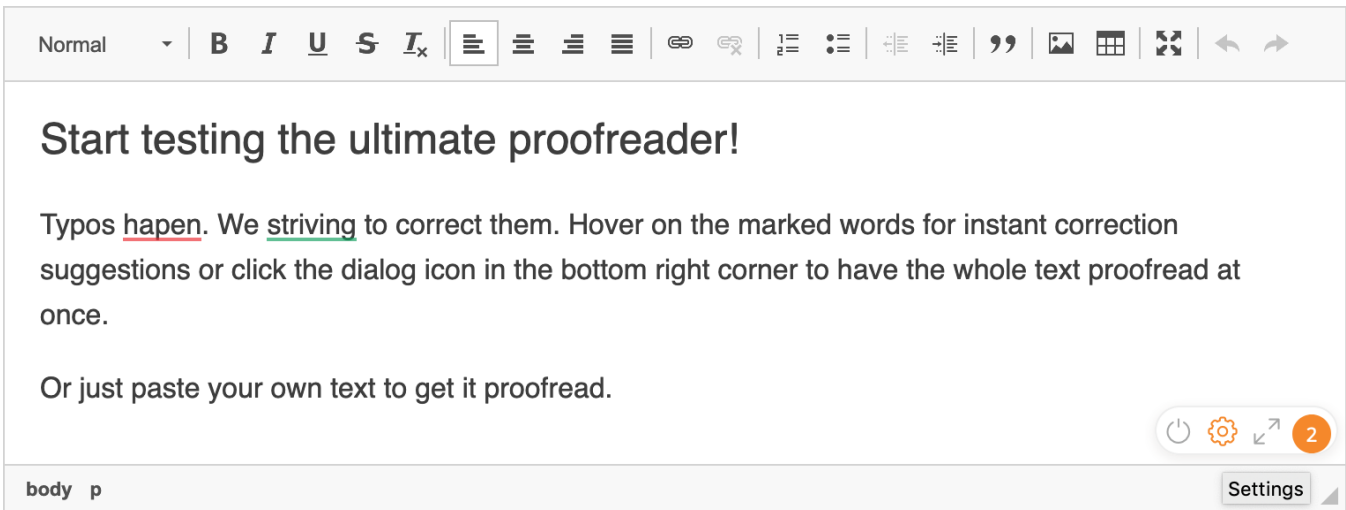 Normal
Start testing the ultimate proofreader!
Typos hapen. We striving to correct them. Hover on the marked words for instant correction
suggestions or click the dialog icon in the bottom right corner to have the whole text proofread at
once.
Or just paste your own text to get it proofread.
2
body p
Settings